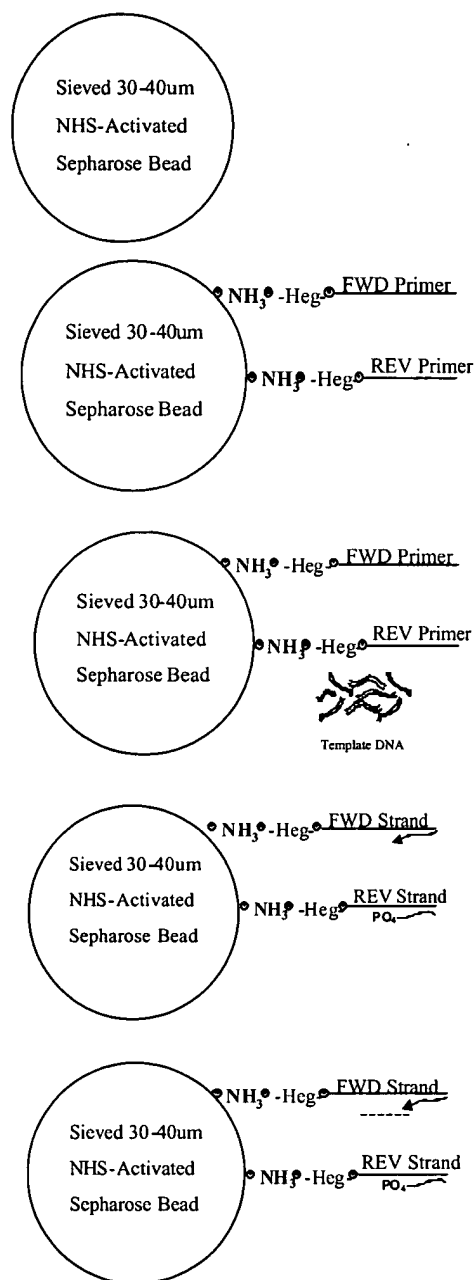 Sieved 30-40um
NHS-Activated
Sepharose Bead
NH3 -Heg- FWD Primer
Sieved 30-40um
NHS-Activated
Sepharose Bead
NH3 -Heg- REV Primer
NH3 -Heg- FWD Primer
Sieved 30-40um
NHS-Activated
Sepharose Bead
NH3 -Heg- REV Primer
Template DNA
NH3 -Heg- FWD Strand
Sieved 30-40um
NHS-Activated
Sepharose Bead
NH3 -Heg- REV Strand
PO4
NH3 -Heg- FWD Strand
Sieved 30-40um
NHS-Activated
Sepharose Bead
NH3 -Heg- REV Strand
PO4